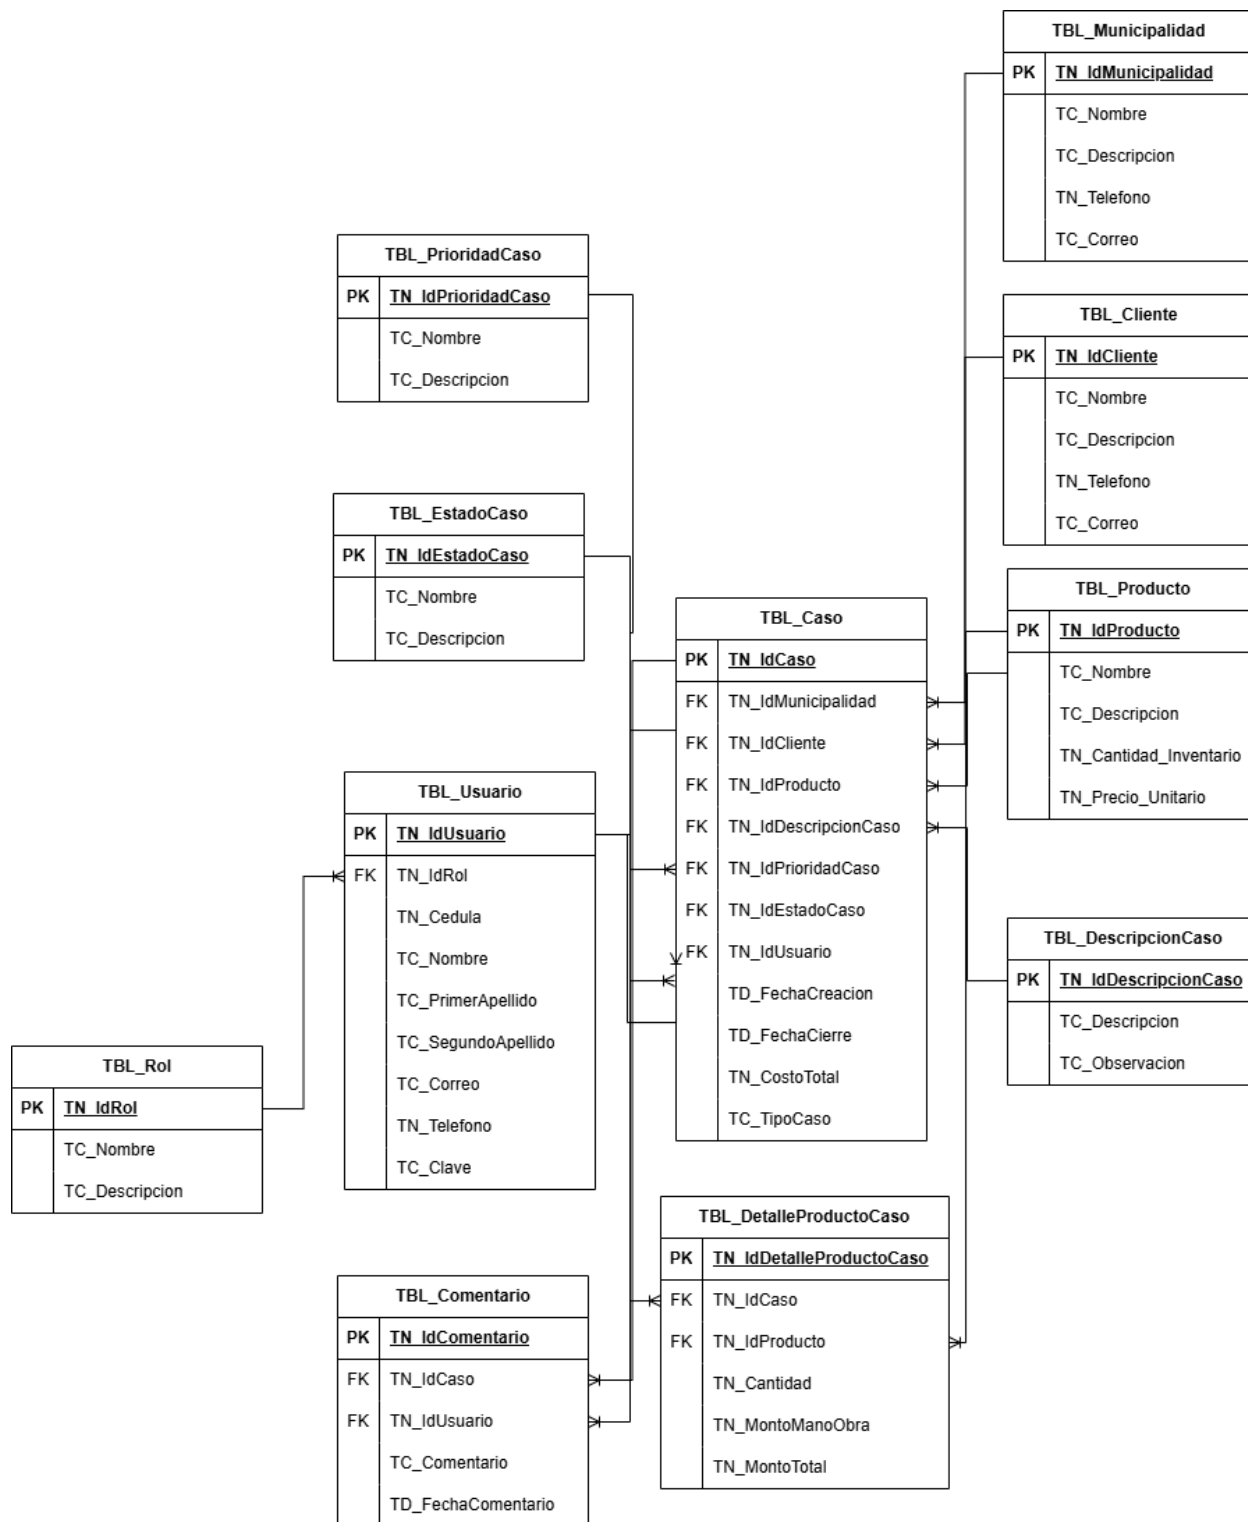 TBL_Municipalidad
PK TN_IdMunicipalidad
TC_Nombre
TC_Descripcion
TN_Telefono
TC_Correo
TBL_PrioridadCaso
PK TN_IdPrioridadCaso
TC_Nombre
TC_Descripcion
TBL_Cliente
PK TN_IdCliente
TC_Nombre
TC_Descripcion
TN_Telefono
TC_Correo
TBL_EstadoCaso
PK TN_IdEstadoCaso
TC_Nombre
TC_Descripcion
TBL_Producto
PK TN_IdProducto
TC_Nombre
TC_Descripcion
TN_Cantidad_Inventario
TN_Precio_Unitario
TBL_Caso
PK TN_IdCaso
FK TN_IdMunicipalidad
FK TN_IdCliente
FK TN_IdProducto
FK TN_IdDescripcionCaso
FK TN_IdPrioridadCaso
FK TN_IdEstadoCaso
FK TN_IdUsuario
TD_FechaCreacion
TD_FechaCierre
TN_CostoTotal
TC_TipoCaso
TBL_Usuario
PK TN_IdUsuario
FK TN_IdRol
TN_Cedula
TC_Nombre
TC_PrimerApellido
TC_SegundoApellido
TC_Correo
TN_Telefono
TC_Clave
TBL_DescripcionCaso
PK TN_IdDescripcionCaso
TC_Descripcion
TC_Observacion
TBL_Rol
PK TN_IdRol
TC_Nombre
TC_Descripcion
TBL_DetalleProductoCaso
PK TN_IdDetalleProductoCaso
FK TN_IdCaso
FK TN_IdProducto
TN_Cantidad
TN_MontoManoObra
TN_MontoTotal
TBL_Comentario
PK TN_IdComentario
FK TN_IdCaso
FK TN_IdUsuario
TC_Comentario
TD_FechaComentario